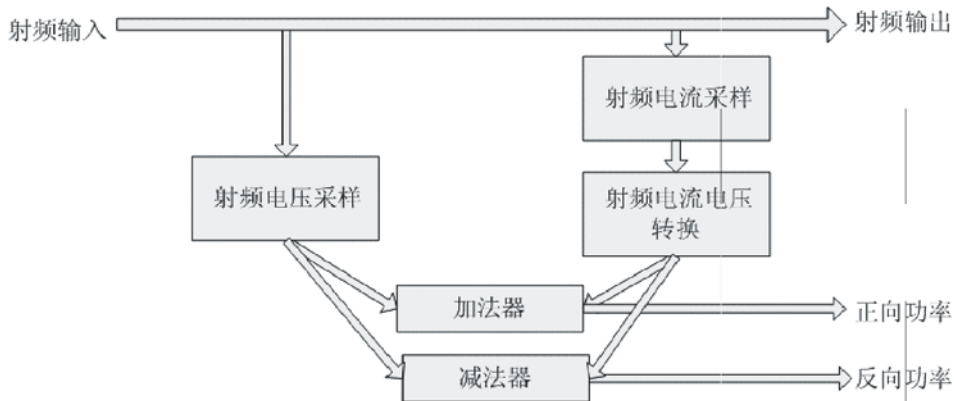 射频输入
射频输出
射频电流采样
射频电压采样
射频电流电压
转换
加法器
正向功率
减法器
反向功率